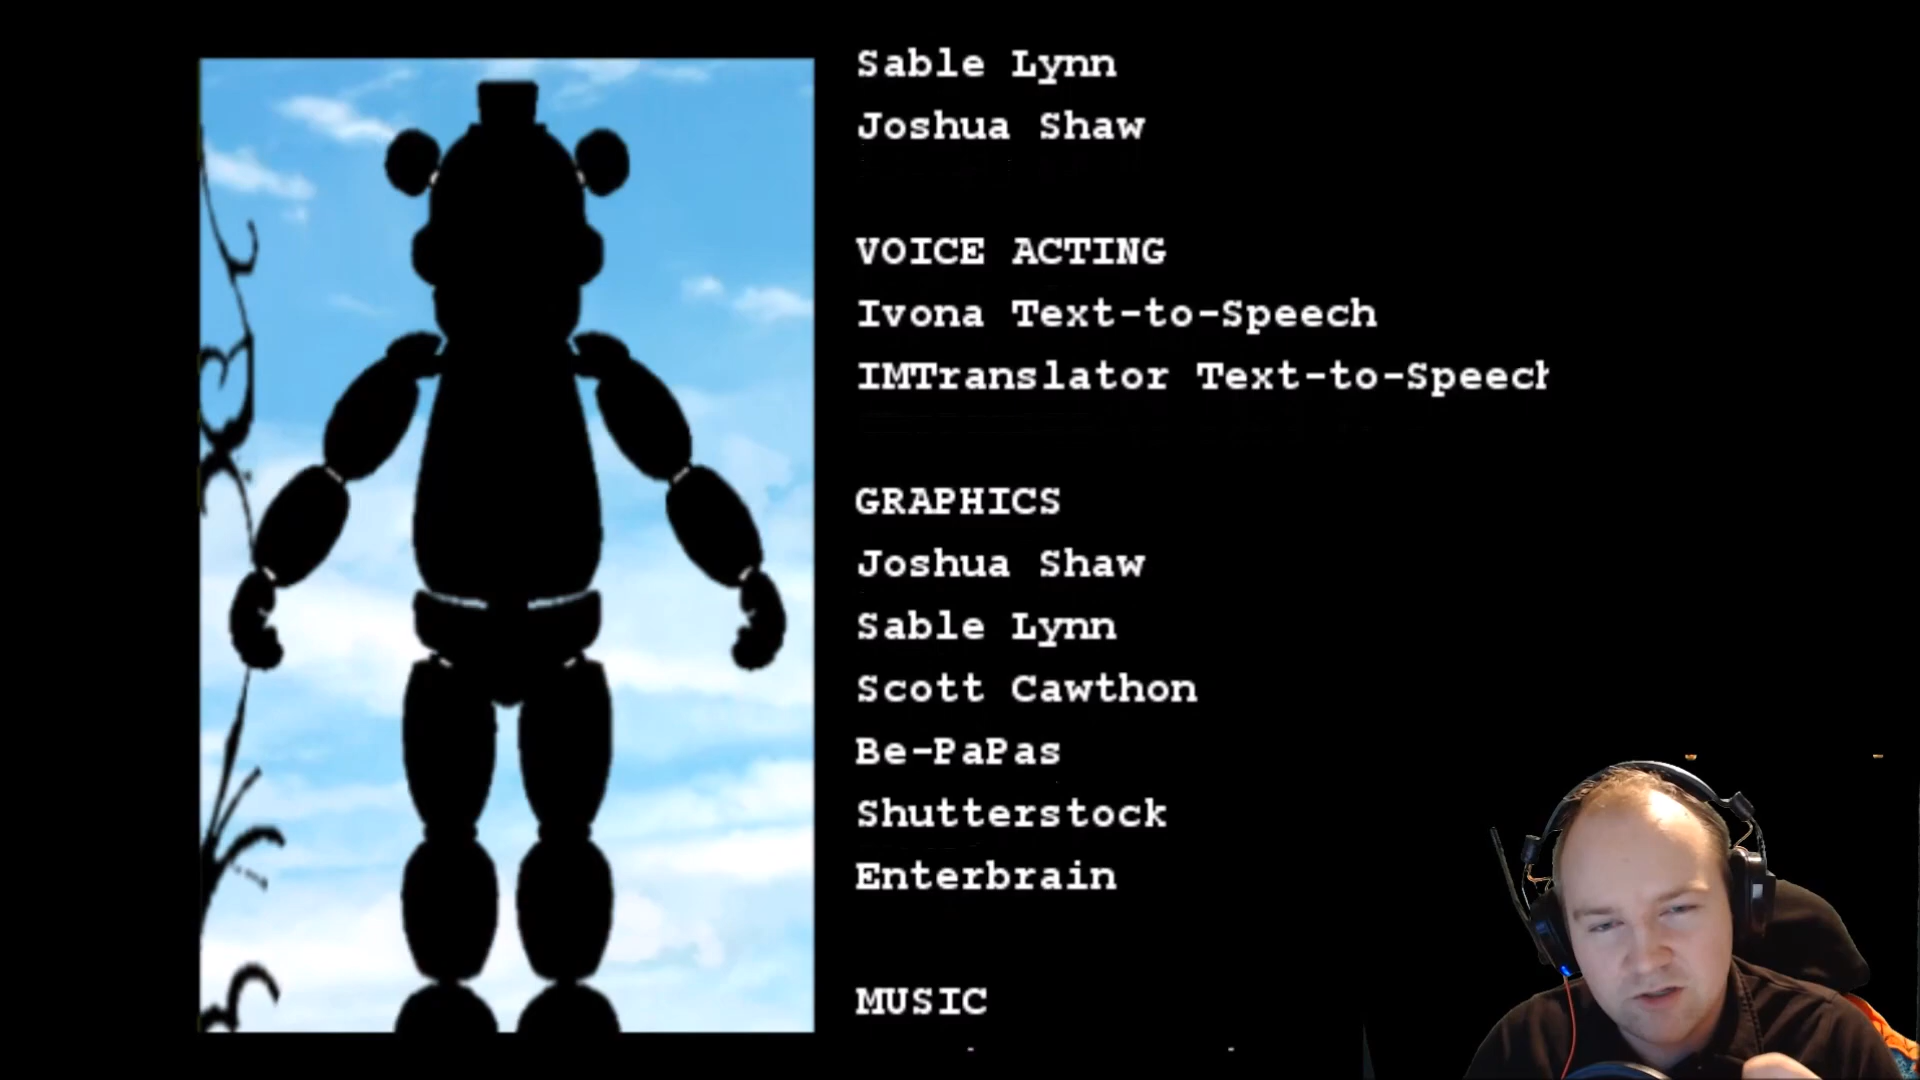 Sable Lynn
Joshua Shaw
VOICE ACTING
Ivona Text-to-Speech
IMTranslator Text-to-Speech
GRAPHICS
Joshua Shaw
Sable Lynn
Scott Cawthon
Be-PaPas
Shutterstock
Enterbrain
MUSIC